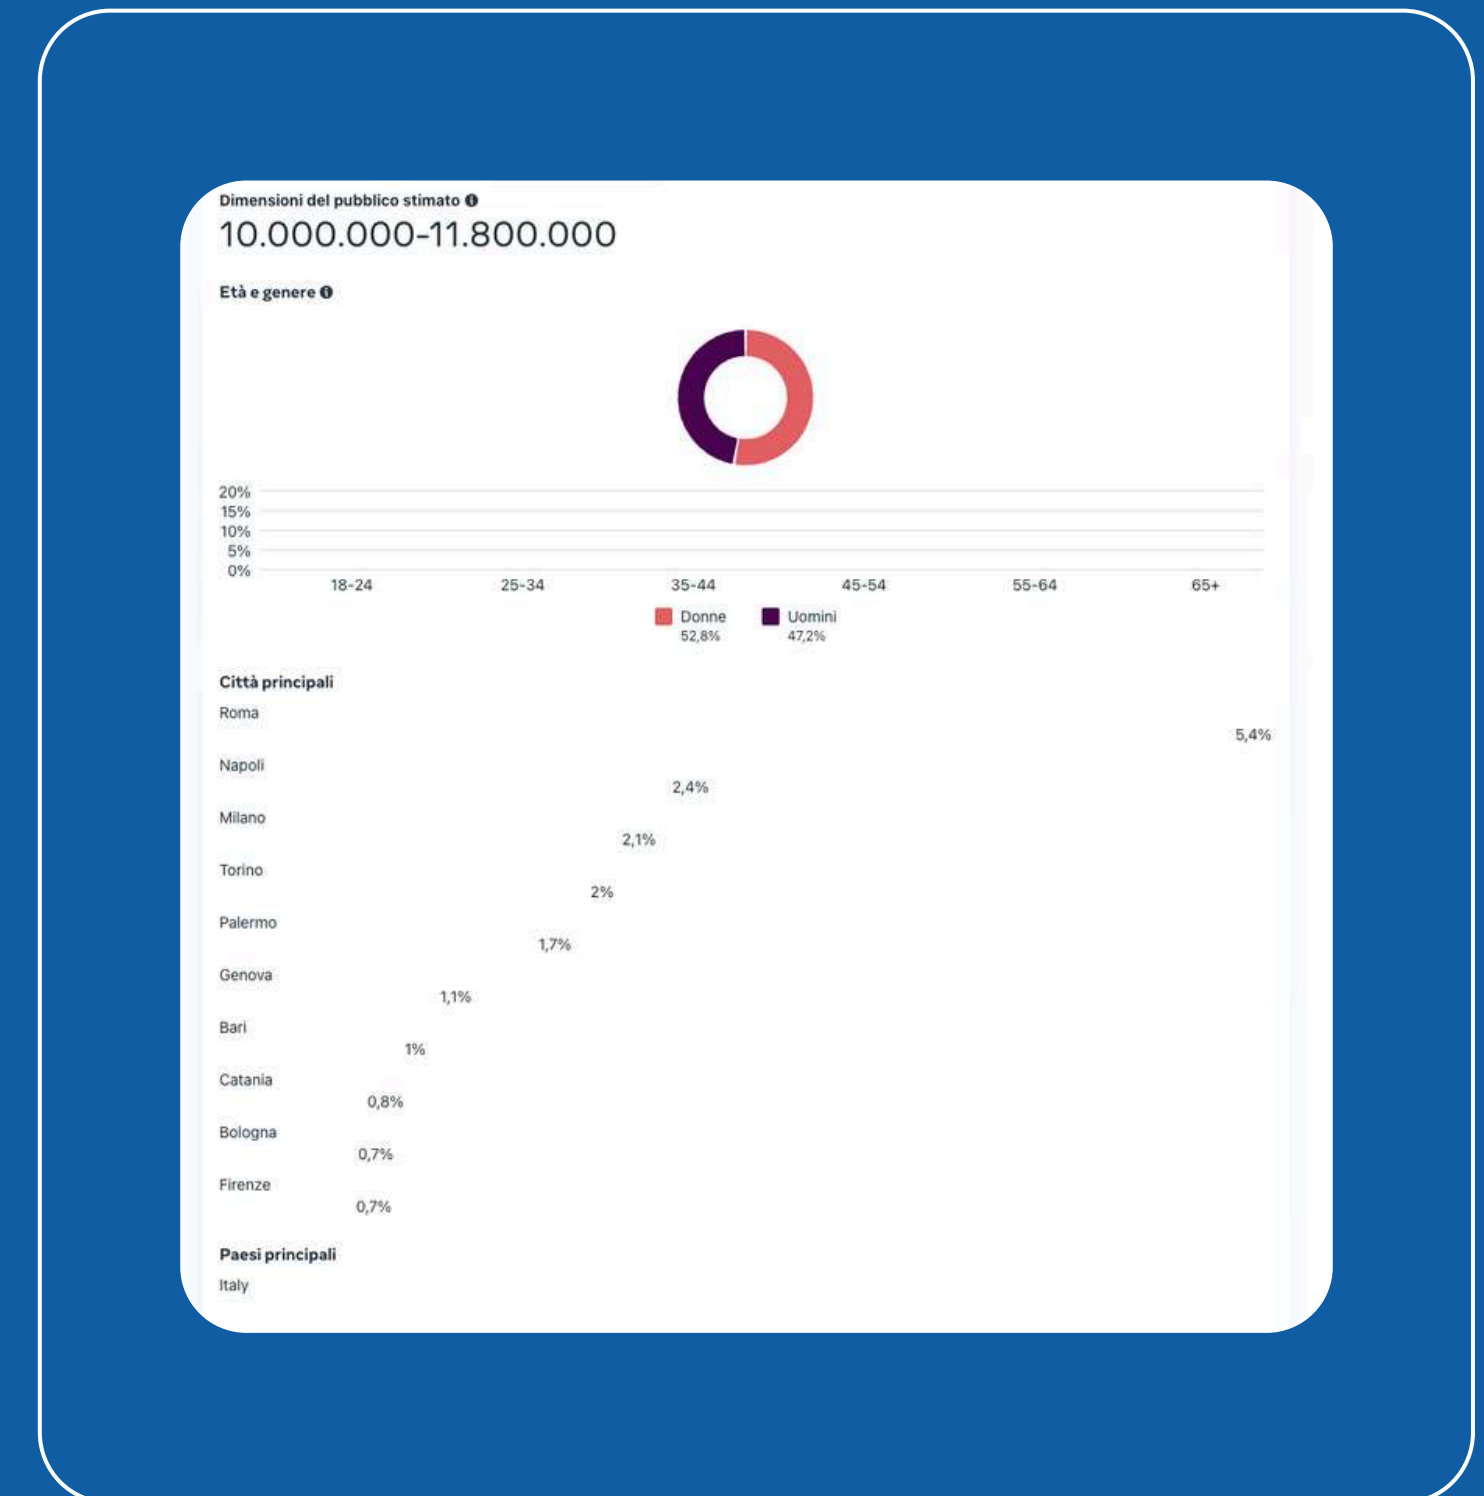 Dimensioni del pubblico stimato
10.000.000-11.800.000
Età e genere
20%
15%
10%
5%
0%
18-24 25-34 35-44 45-54 55-64 65+
Donne Uomini
52,8% 47,2%
Città principali
Roma
5,4%
Napoli
2,4%
Milano
2,1%
Torino
2%
Palermo
1,7%
Genova
1,1%
Bari
1%
Catania
0,8%
Bologna
0,7%
Firenze
0,7%
Paesi principali
Italy